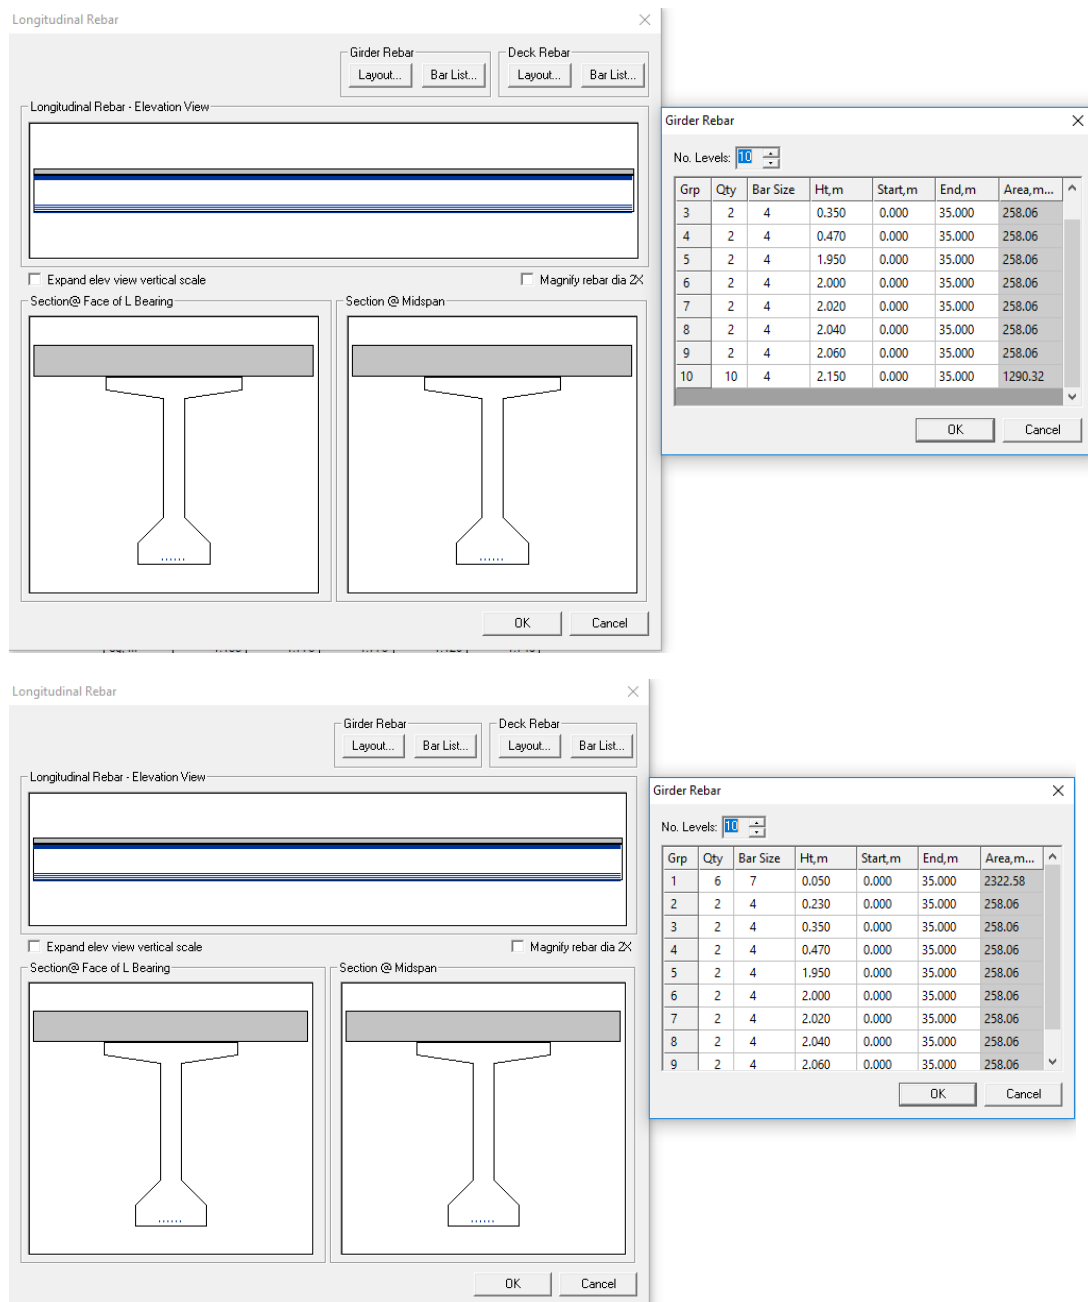 Longitudinal Rebar
Girder Rebar Deck Rebar
Layout... Bar List... Layout... Bar List...
Longitudinal Rebar - Elevation View
Expand elev view vertical scale Magnify rebar dia 2X
Section@ Face of L Bearing Section @ Midspan
OK Cancel
Girder Rebar
No. Levels: 10
Grp Qty Bar Size Ht,m Start,m End,m Area,m...
3 2 4 0.350 0.000 35.000 258.06
4 2 4 0.470 0.000 35.000 258.06
5 2 4 1.950 0.000 35.000 258.06
6 2 4 2.000 0.000 35.000 258.06
7 2 4 2.020 0.000 35.000 258.06
8 2 4 2.040 0.000 35.000 258.06
9 2 4 2.060 0.000 35.000 258.06
10 10 4 2.150 0.000 35.000 1290.32
OK Cancel
Longitudinal Rebar
Girder Rebar Deck Rebar
Layout... Bar List... Layout... Bar List...
Longitudinal Rebar - Elevation View
Expand elev view vertical scale Magnify rebar dia 2X
Section@ Face of L Bearing Section @ Midspan
OK Cancel
Girder Rebar
No. Levels: 10
Grp Qty Bar Size Ht,m Start,m End,m Area,m...
1 6 7 0.050 0.000 35.000 2322.58
2 2 4 0.230 0.000 35.000 258.06
3 2 4 0.350 0.000 35.000 258.06
4 2 4 0.470 0.000 35.000 258.06
5 2 4 1.950 0.000 35.000 258.06
6 2 4 2.000 0.000 35.000 258.06
7 2 4 2.020 0.000 35.000 258.06
8 2 4 2.040 0.000 35.000 258.06
9 2 4 2.060 0.000 35.000 258.06
OK Cancel